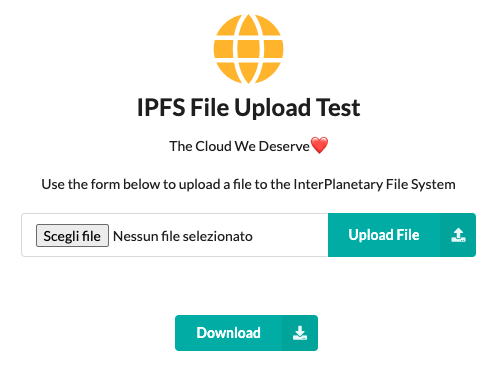 IPFS File Upload Test
The Cloud We Deserve❤️
Use the form below to upload a file to the InterPlanetary File System
Scegli file Nessun file selezionato Upload File
Download